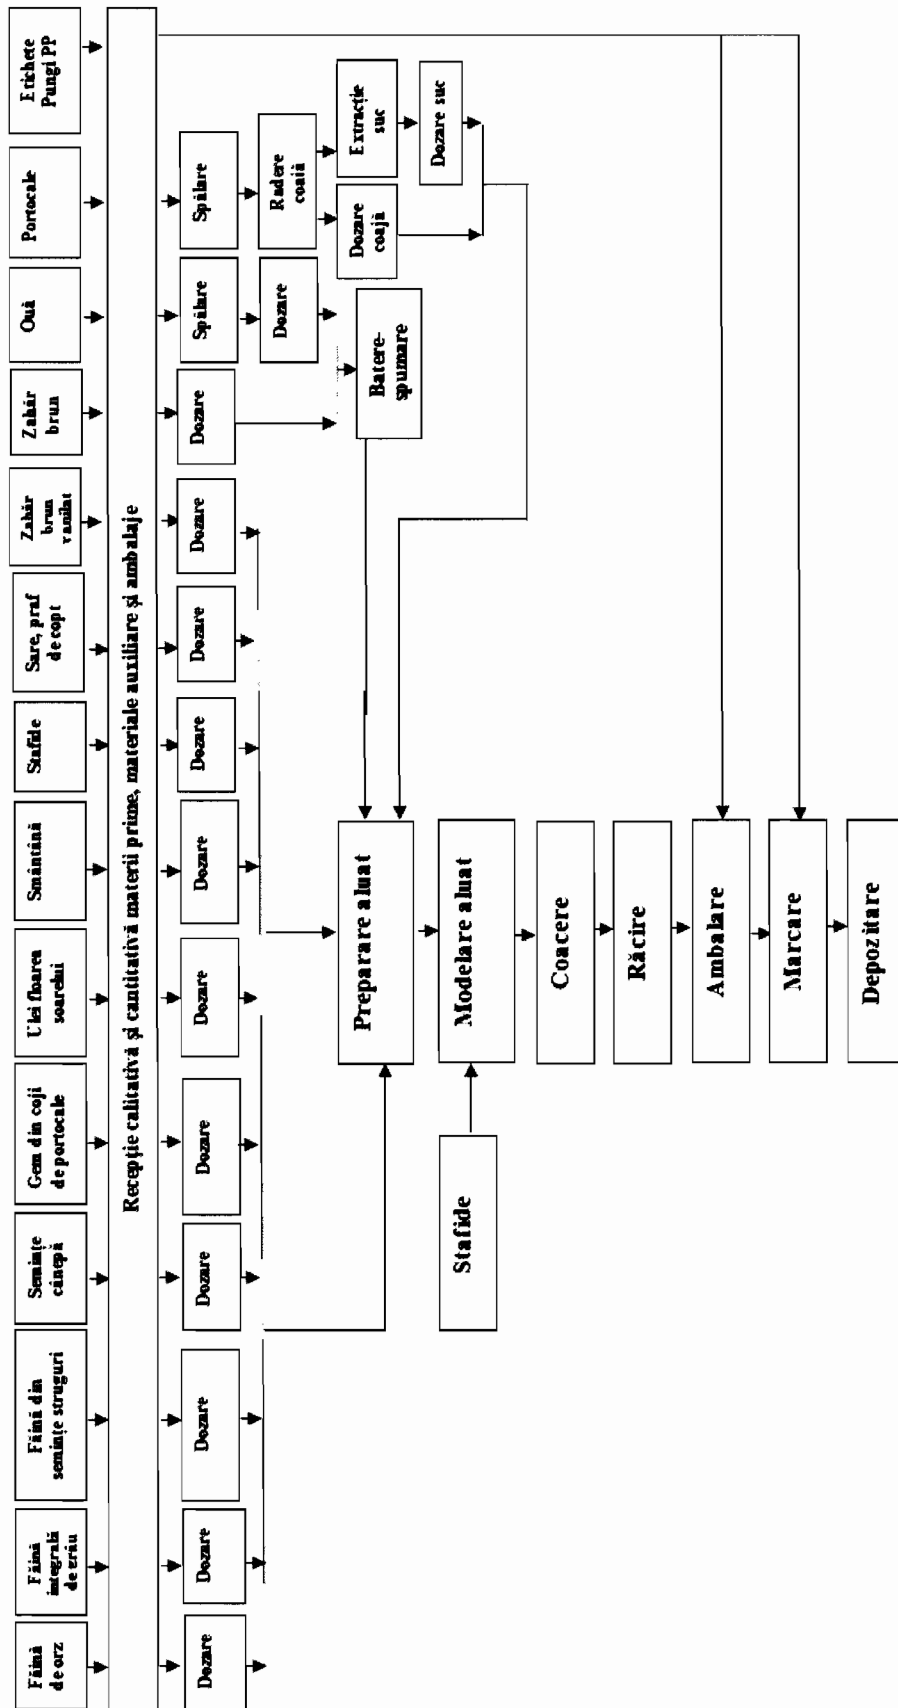 Făină
de orz
Făină
integrală
de grâu
Făină din
semințe struguri
Semințe
cânepă
Gem din coji
de portocale
Ulei floarea
soarelui
Smântână
Stafide
Sare, praf
de copt
Zahăr
brun
vanilat
Zahăr
brun
Ouă
Portocale
Etichete
Pungi PP
Recepție calitativă și cantitativă materii prime, materiale auxiliare și ambalaje
Dozare
Dozare
Dozare
Dozare
Dozare
Dozare
Dozare
Dozare
Dozare
Dozare
Dozare
Spălare
Spălare
Dozare
Radere
coajă
Batere-
spumare
Dozare
coajă
Extracție
suc
Dozare suc
Preparare aluat
Stafide
Modelare aluat
Coacere
Răcire
Ambalare
Marcare
Depozitare